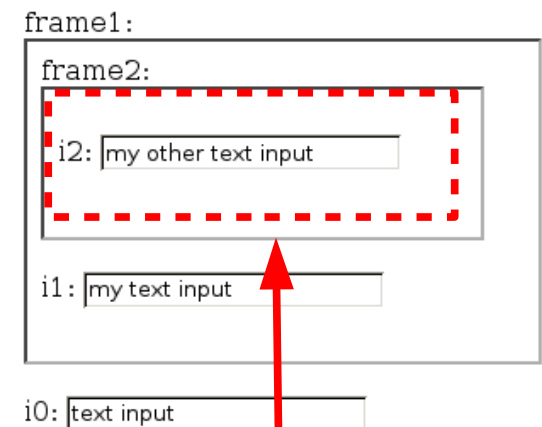 frame1:
frame2:
i2: my other text input
i1: my text input
i0: text input